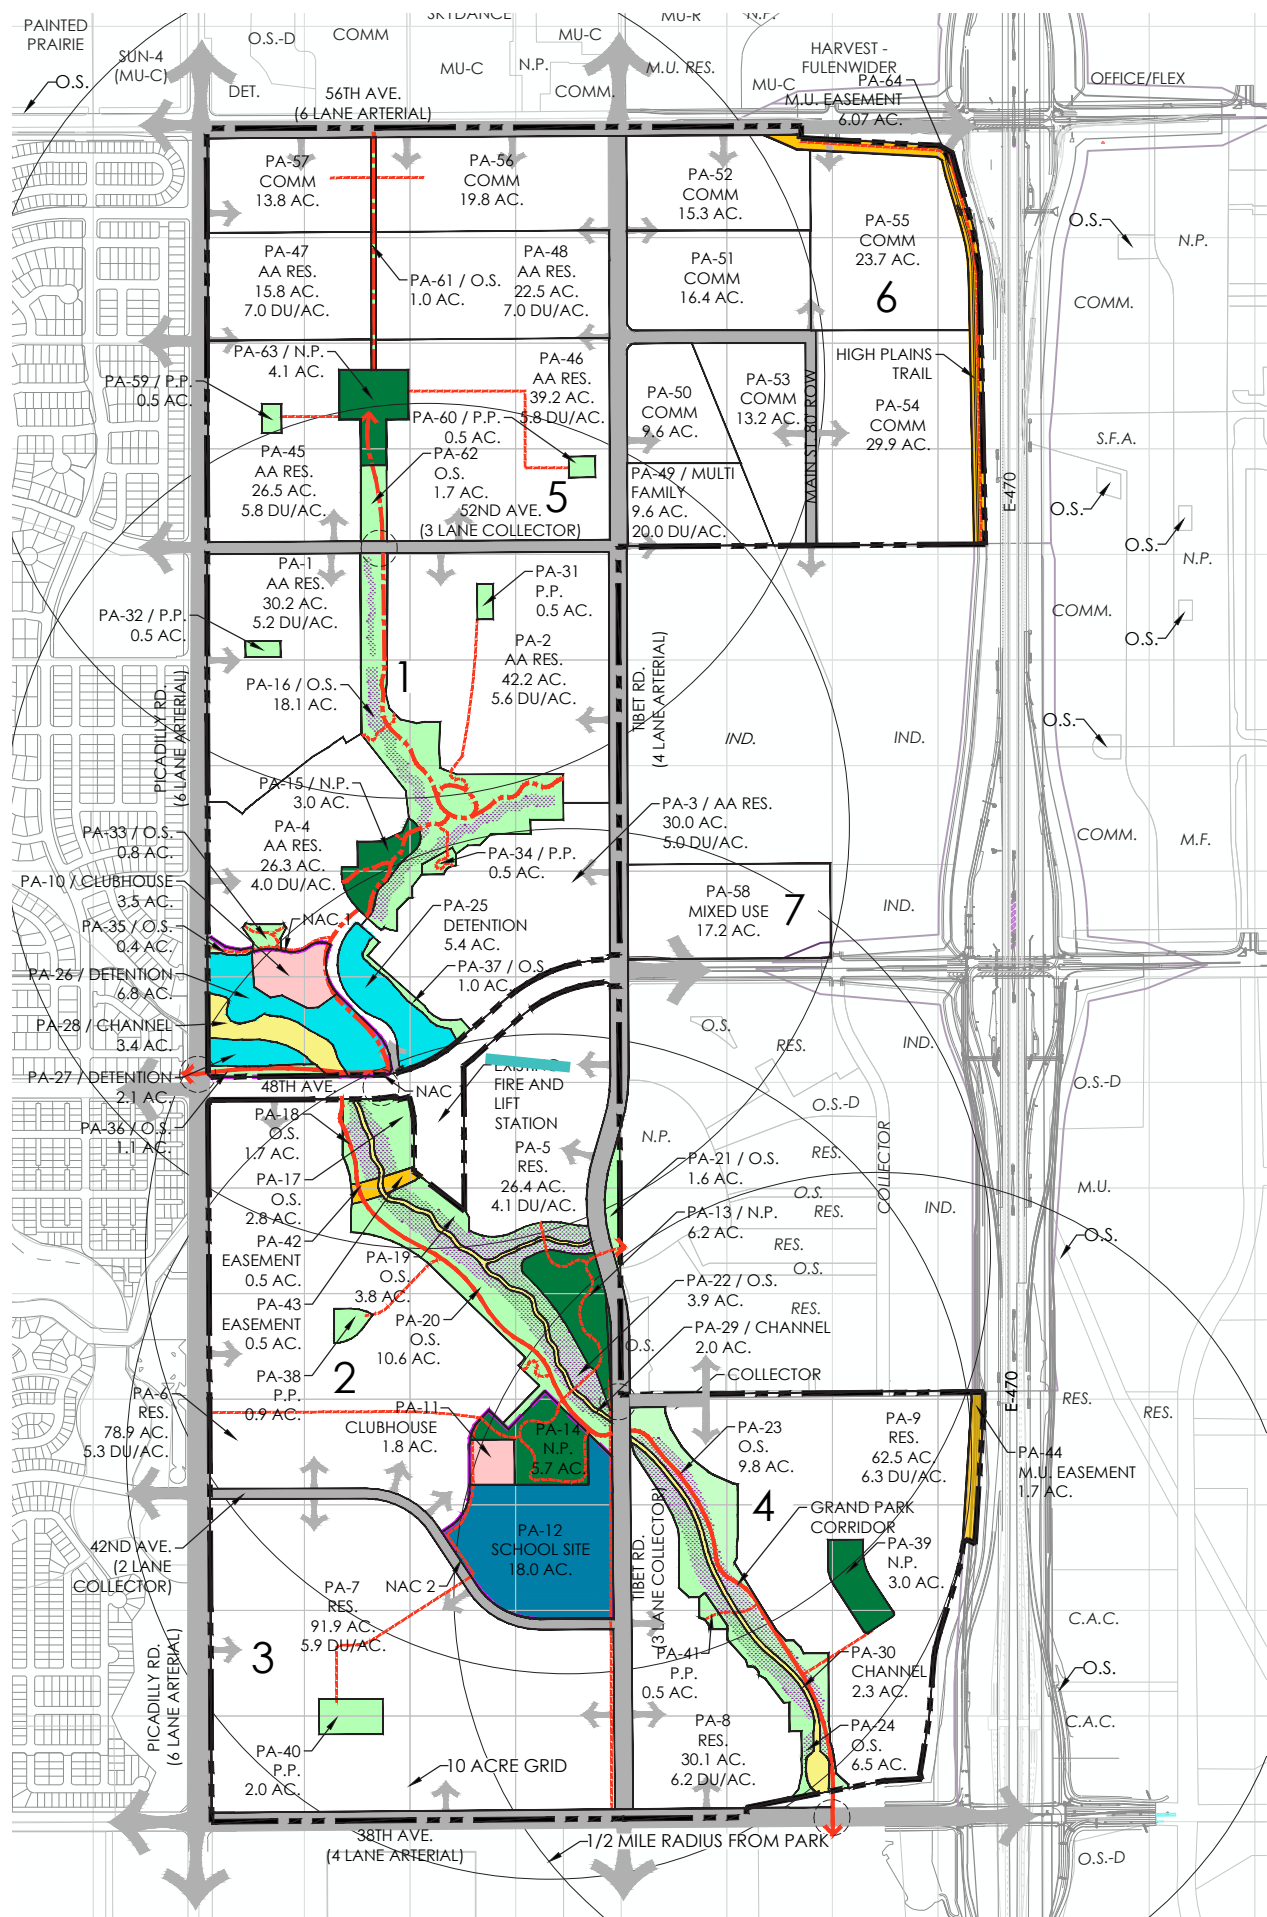 PAINTED
PRAIRIE
O.S.
SUN-4
(MU-C)
O.S.-D
COMM
DET.
SKYDANCE
MU-C
MU-C
N.P.
COMM.
MU-R
N.P.
M.U. RES.
MU-C
HARVEST -
FULENWIDER
PA-64
M.U. EASEMENT
6.07 AC.
OFFICE/FLEX
56TH AVE.
(6 LANE ARTERIAL)
PA-57
COMM
13.8 AC.
PA-56
COMM
19.8 AC.
PA-52
COMM
15.3 AC.
PA-55
COMM
23.7 AC.
6
O.S.
N.P.
COMM.
PA-47
AA RES.
15.8 AC.
7.0 DU/AC.
PA-61 / O.S.
1.0 AC.
PA-48
AA RES.
22.5 AC.
7.0 DU/AC.
PA-51
COMM
16.4 AC.
PA-63 / N.P.
4.1 AC.
PA-59 / P.P.
0.5 AC.
PA-46
AA RES.
39.2 AC.
5.8 DU/AC.
PA-60 / P.P.
0.5 AC.
PA-50
COMM
9.6 AC.
PA-53
COMM
13.2 AC.
MAIN ST. 80' ROW
HIGH PLAINS
TRAIL
PA-54
COMM
29.9 AC.
S.F.A.
PA-45
AA RES.
26.5 AC.
5.8 DU/AC.
PA-62
O.S.
1.7 AC.
5
52ND AVE.
(3 LANE COLLECTOR)
PA-49 / MULTI
FAMILY
9.6 AC.
20.0 DU/AC.
E-470
O.S.
O.S.
N.P.
COMM.
O.S.
PA-1
AA RES.
30.2 AC.
5.2 DU/AC.
PA-32 / P.P.
0.5 AC.
PA-31
P.P.
0.5 AC.
PA-2
AA RES.
42.2 AC.
5.6 DU/AC.
1
PA-16 / O.S.
18.1 AC.
PICADILLY RD.
(6 LANE ARTERIAL)
TIBET RD.
(4 LANE ARTERIAL)
IND.
IND.
O.S.
PA-15 / N.P.
3.0 AC.
PA-4
AA RES.
26.3 AC.
4.0 DU/AC.
PA-33 / O.S.
0.8 AC.
PA-34 / P.P.
0.5 AC.
PA-3 / AA RES.
30.0 AC.
5.0 DU/AC.
COMM.
M.F.
PA-10 / CLUBHOUSE
3.5 AC.
PA-35 / O.S.
0.4 AC.
NAC 1
PA-25
DETENTION
5.4 AC.
PA-37 / O.S.
1.0 AC.
PA-58
MIXED USE
17.2 AC.
7
IND.
PA-26 / DETENTION
6.8 AC.
PA-28 / CHANNEL
3.4 AC.
PA-27 / DETENTION
2.1 AC.
PA-36 / O.S.
1.1 AC.
48TH AVE.
NAC
FIRE AND
LIFT
STATION
O.S.
RES.
IND.
O.S.-D
O.S.-D
PA-18
O.S.
1.7 AC.
PA-17
O.S.
2.8 AC.
PA-5
RES.
26.4 AC.
4.1 DU/AC.
N.P.
PA-21 / O.S.
1.6 AC.
PA-13 / N.P.
6.2 AC.
RES.
O.S.
RES.
COLLECTOR
IND.
M.U.
O.S.
PA-42
EASEMENT
0.5 AC.
PA-43
EASEMENT
0.5 AC.
PA-19
O.S.
3.8 AC.
PA-20
O.S.
10.6 AC.
PA-22 / O.S.
3.9 AC.
RES.
O.S.
RES.
PA-29 / CHANNEL
2.0 AC.
O.S.
COLLECTOR
PA-38
P.P.
0.9 AC.
2
PA-6
RES.
78.9 AC.
5.3 DU/AC.
PA-11
CLUBHOUSE
1.8 AC.
PA-14
N.P.
5.7 AC.
PA-23
O.S.
9.8 AC.
PA-9
RES.
62.5 AC.
6.3 DU/AC.
E-470
RES.
RES.
PA-44
M.U. EASEMENT
1.7 AC.
4
GRAND PARK
CORRIDOR
42ND AVE.
(2 LANE
COLLECTOR)
PA-12
SCHOOL SITE
18.0 AC.
NAC 2
PA-7
RES.
91.9 AC.
5.9 DU/AC.
TIBET RD.
(3 LANE COLLECTOR)
PA-39
N.P.
3.0 AC.
C.A.C.
O.S.
C.A.C.
3
PICADILLY RD.
(6 LANE ARTERIAL)
PA-41
P.P.
0.5 AC.
PA-30
CHANNEL
2.3 AC.
PA-40
P.P.
2.0 AC.
10 ACRE GRID
PA-8
RES.
30.1 AC.
6.2 DU/AC.
PA-24
O.S.
6.5 AC.
38TH AVE.
(4 LANE ARTERIAL)
1/2 MILE RADIUS FROM PARK
O.S.-D